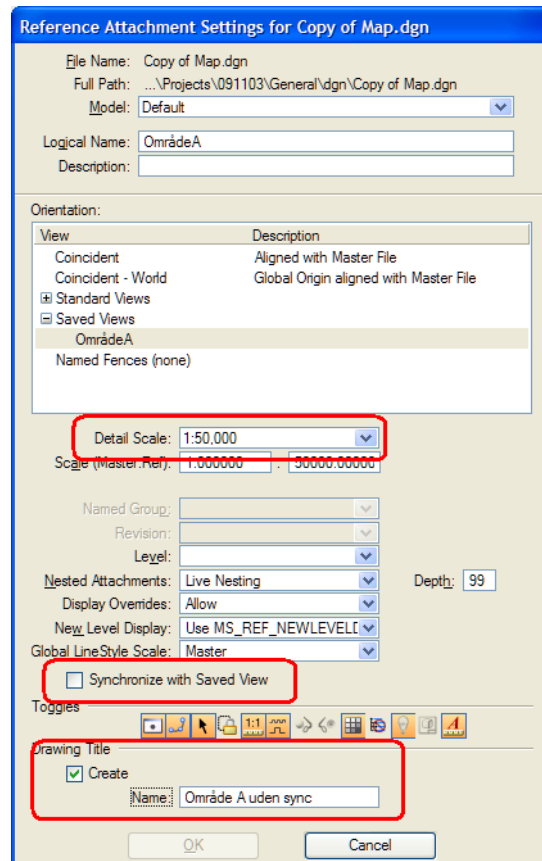 Reference Attachment Settings for Copy of Map.dgn
File Name: Copy of Map.dgn
Full Path: ...\Projects\091103\General\dgn\Copy of Map.dgn
Model: Default
Logical Name: OmrådeA
Description:
Orientation:
View Description
Coincident Aligned with Master File
Coincident - World Global Origin aligned with Master File
Standard Views
Saved Views
OmrådeA
Named Fences (none)
Detail Scale: 1:50,000
Scale (Master:Ref): 1.000000 : 50000.00000
Named Group:
Revision:
Level:
Nested Attachments: Live Nesting Depth: 99
Display Overrides: Allow
New Level Display: Use MS_REF_NEWLEVELD
Global LineStyle Scale: Master
Synchronize with Saved View
Toggles
1:1 A
Drawing Title
Create
Name: Område A uden sync
OK Cancel